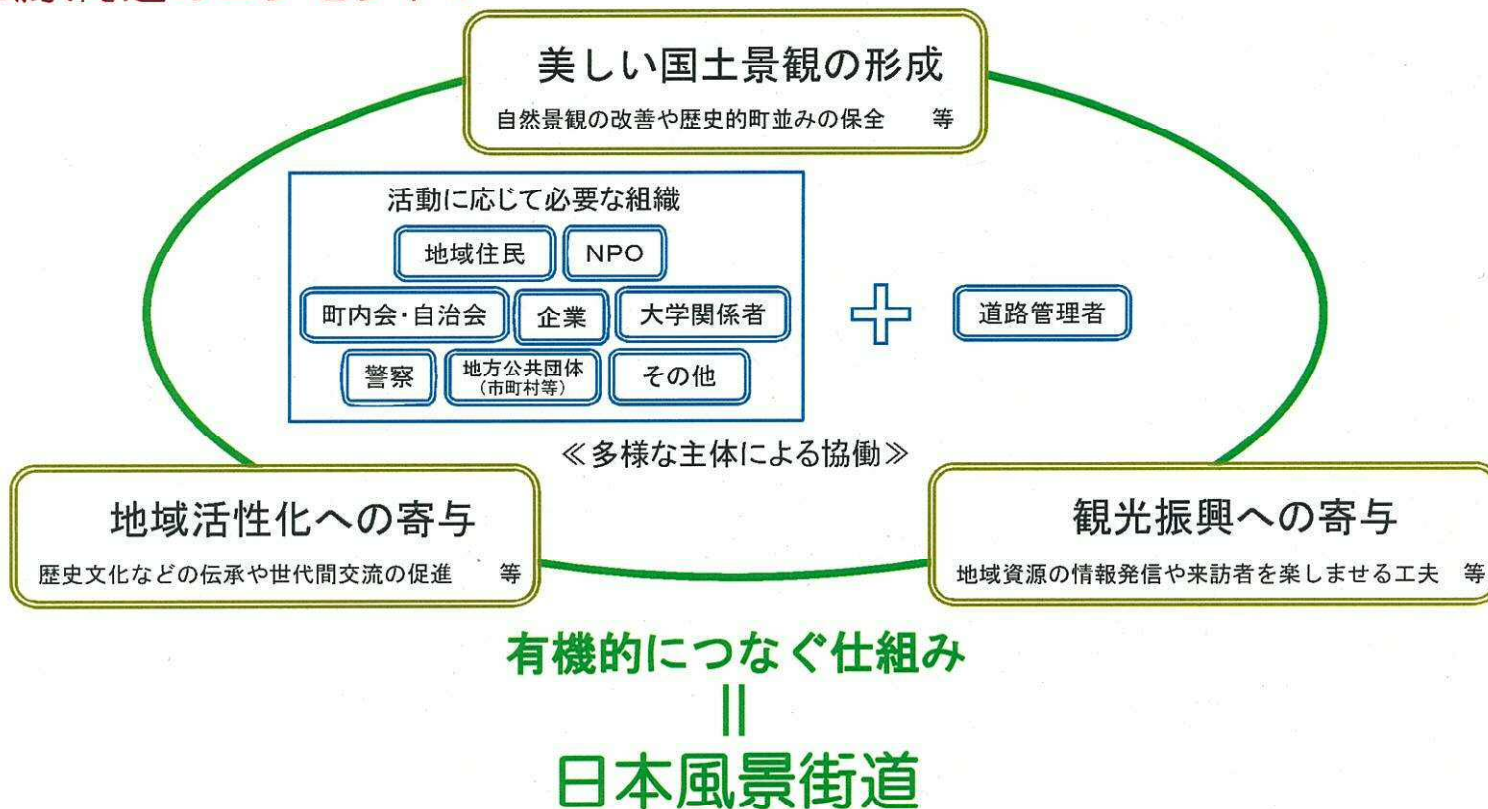 美しい国土景観の形成
自然景観の改善や歴史的町並みの保全　等
活動に応じて必要な組織
地域住民
NPO
町内会・自治会
企業
大学関係者
警察
地方公共団体
(市町村等)
その他
道路管理者
≪多様な主体による協働≫
地域活性化への寄与
歴史文化などの伝承や世代間交流の促進　等
観光振興への寄与
地域資源の情報発信や来訪者を楽しませる工夫　等
有機的につなぐ仕組み
||
日本風景街道